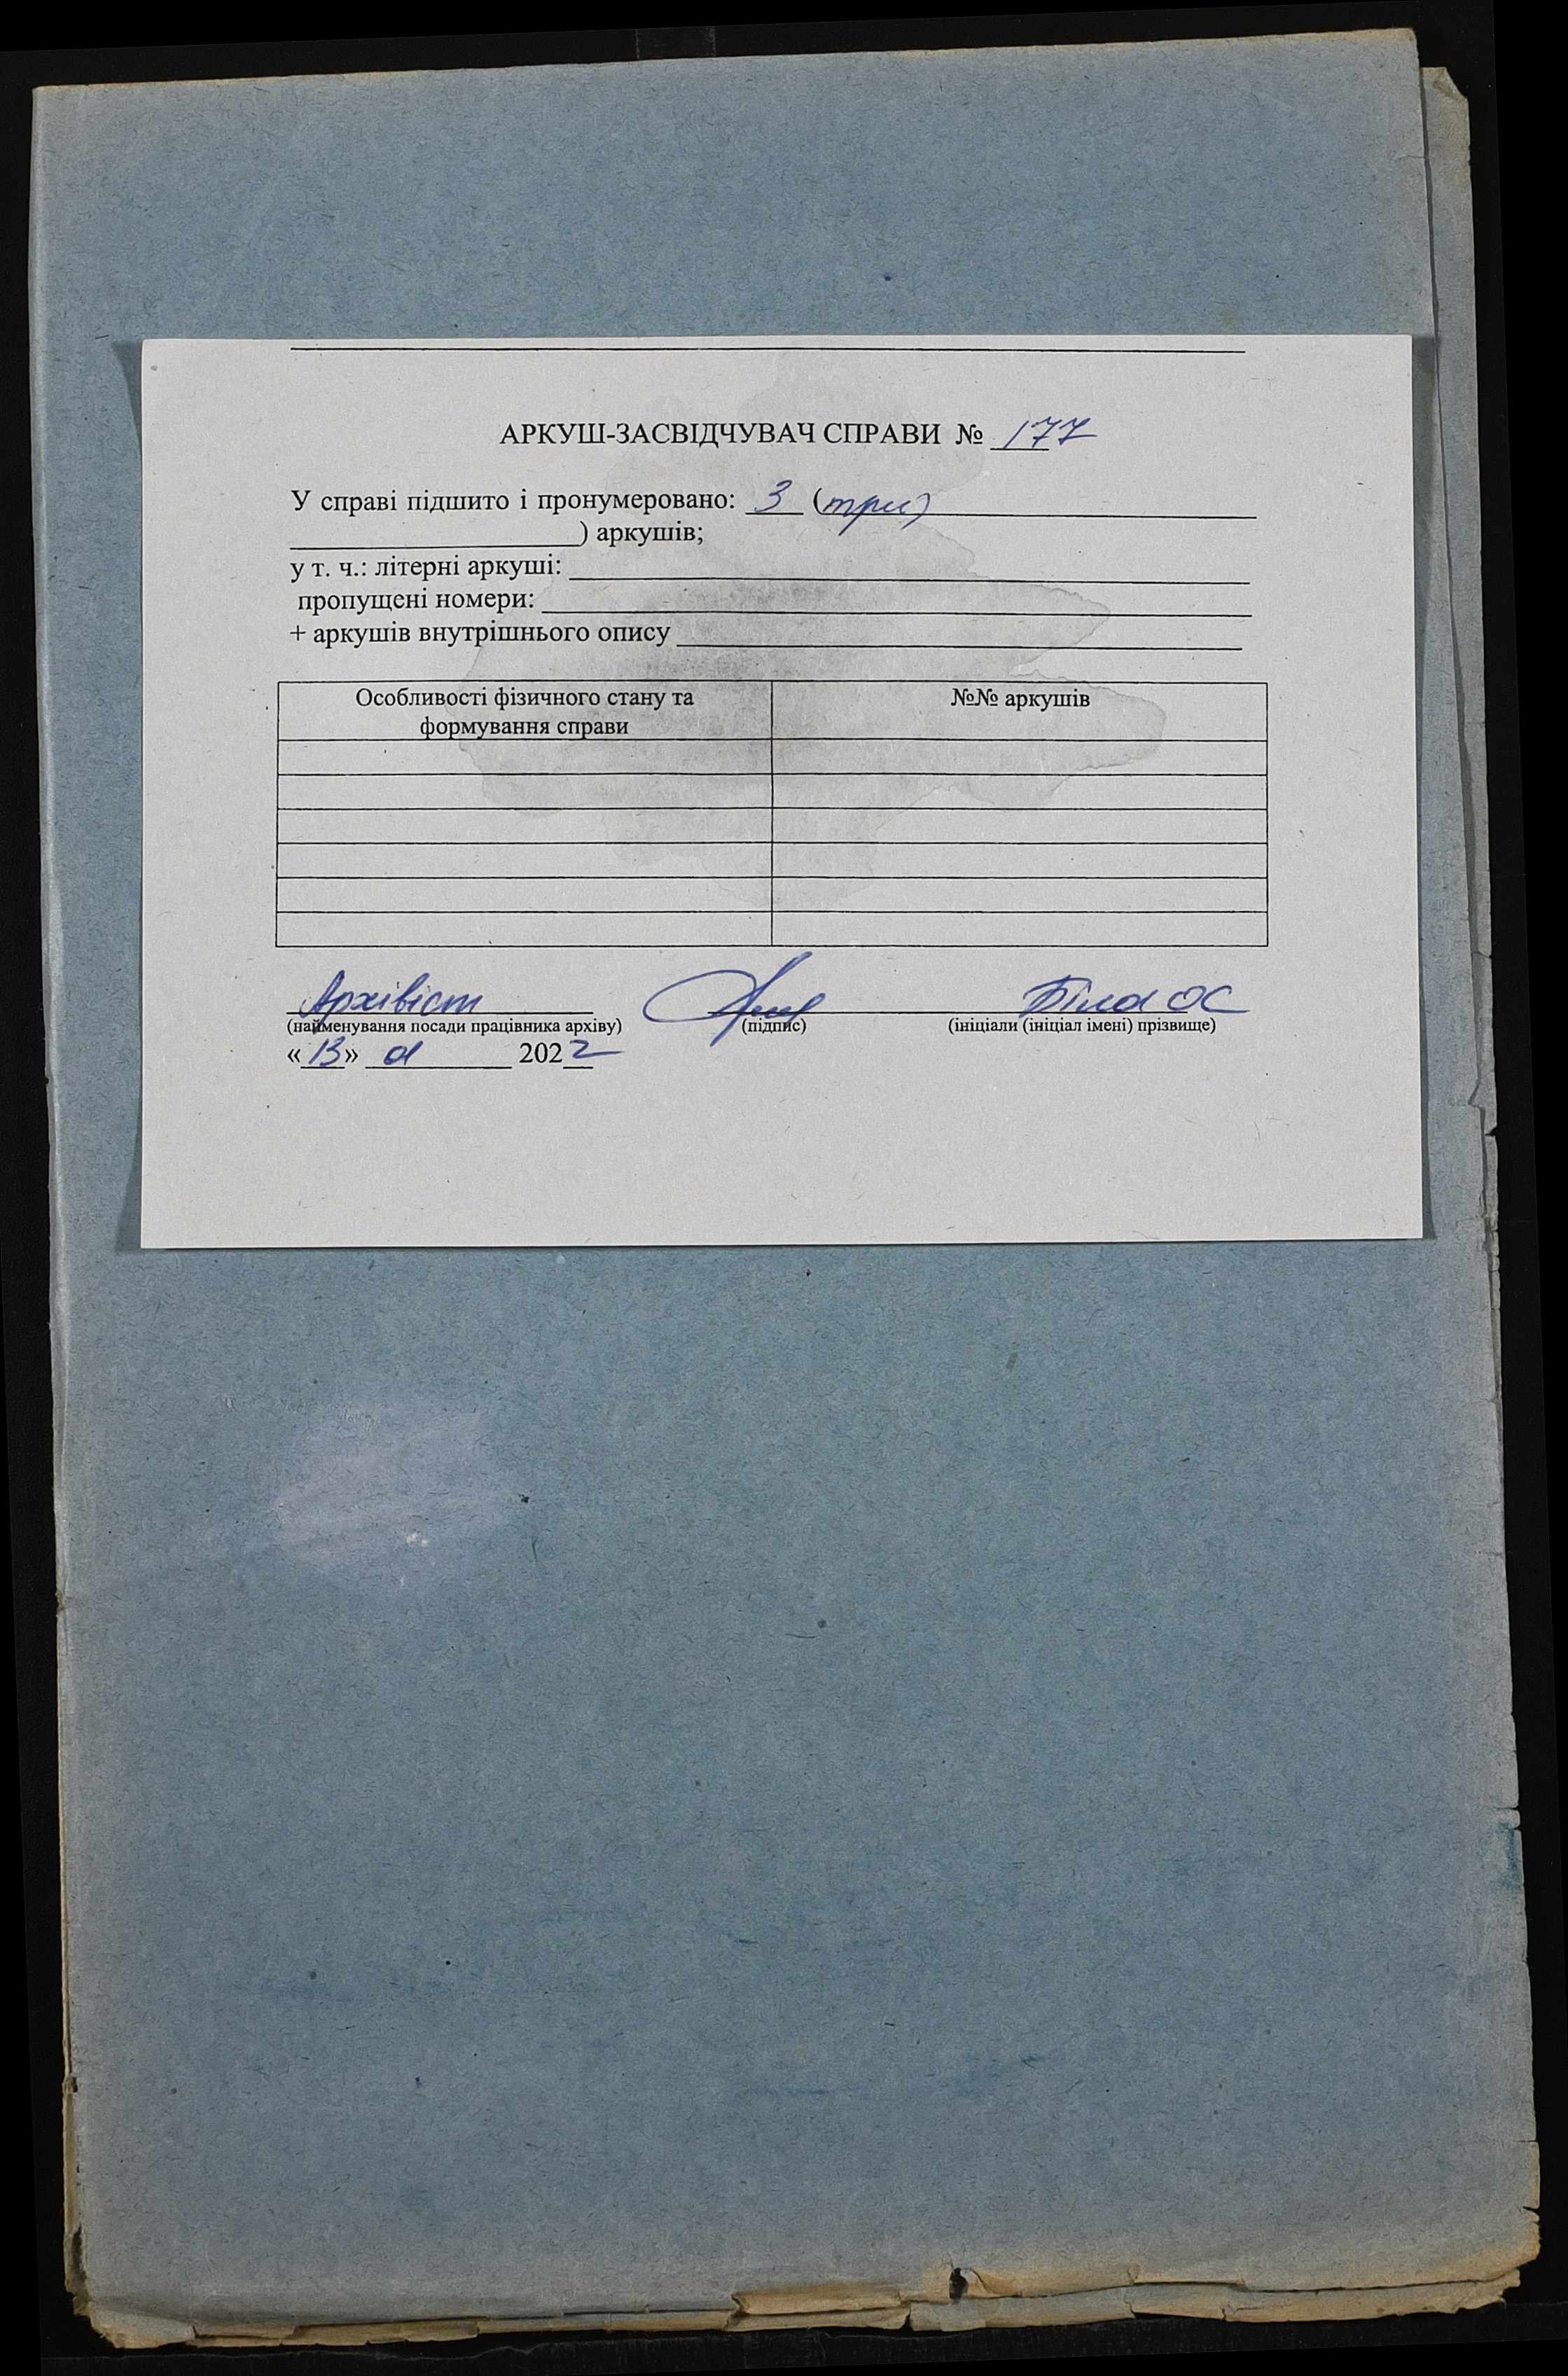 АРКУШ-ЗАСВІДЧУВАЧ СПРАВИ № 177
У справі підшито і пронумеровано: 3 (три)
) аркушів;
у т. ч.: літерні аркуші:
пропущені номери:
+ аркушів внутрішнього опису
Особливості фізичного стану та формування справи
№№ аркушів
Архівіст Біла ОС
(найменування посади працівника архіву) (підпис) (ініціали (ініціал імені) прізвище)
«13» 2022